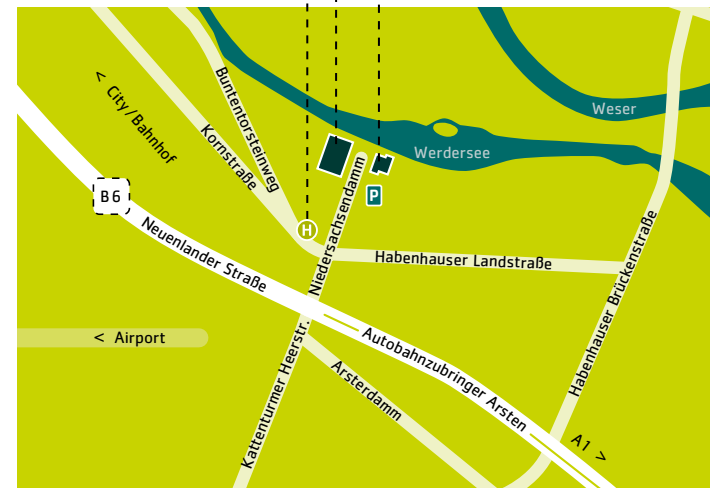 Weser
< City/Bahnhof
Buntentorsteinweg
Kornstraße
Werdersee
B6
P
H
Niedersachsendamm
Neuenlander Straße
Habenhauser Landstraße
Habenhauser Brückenstraße
< Airport
Autobahnzubringer Arsten
Kattenturmer Heerstr.
Arsterdamm
A1 >